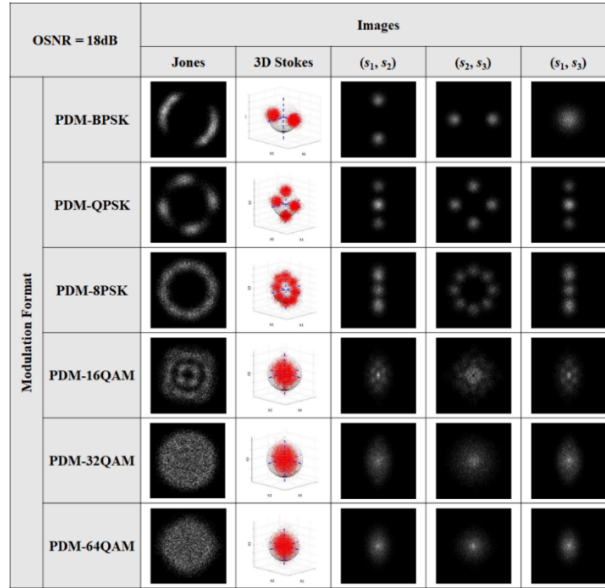 OSNR = 18dB
Images
Jones
3D Stokes
(s1, s2)
(s2, s3)
(s1, s3)
Modulation Format
PDM-BPSK
PDM-QPSK
PDM-8PSK
PDM-16QAM
PDM-32QAM
PDM-64QAM